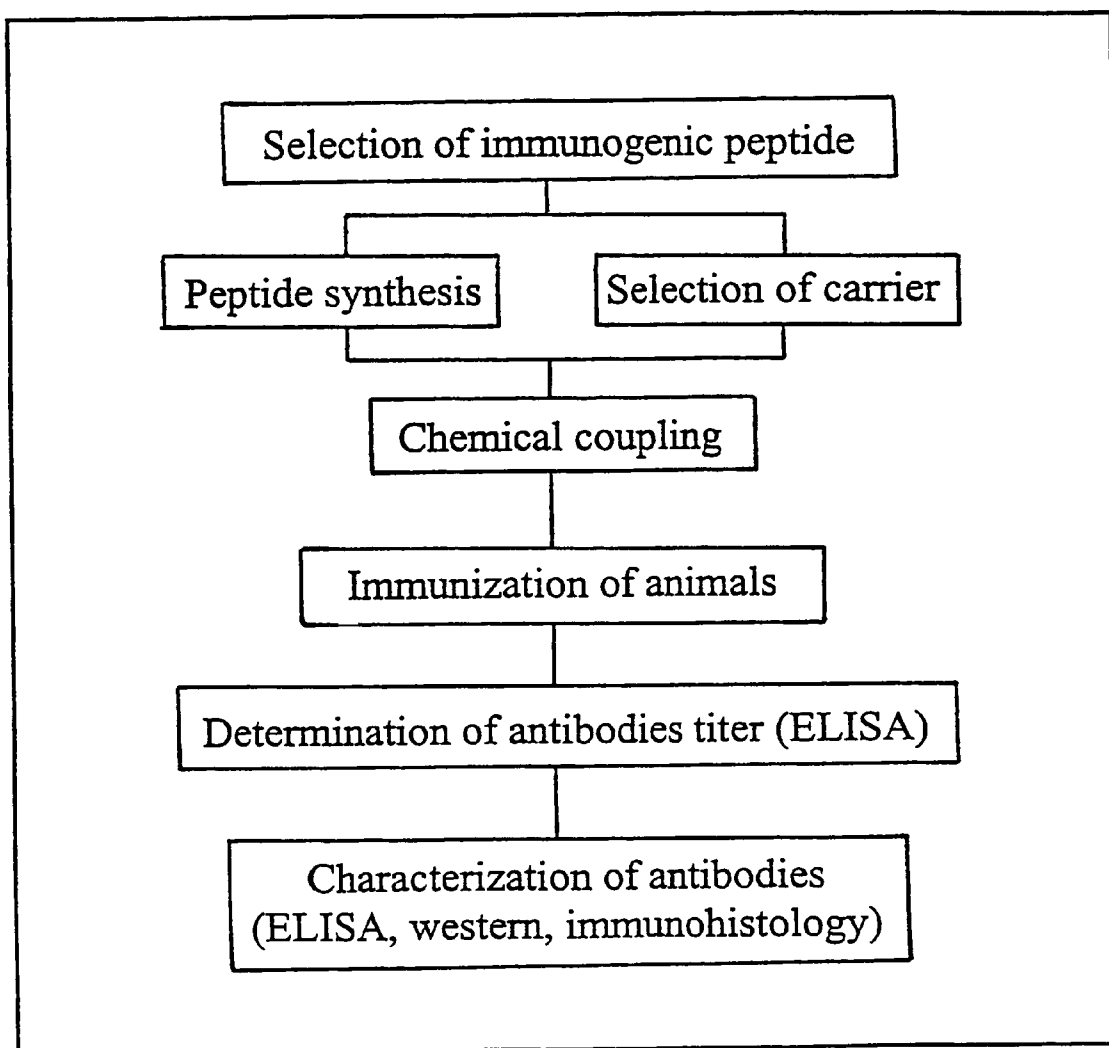 Selection of immunogenic peptide
Peptide synthesis
Selection of carrier
Chemical coupling
Immunization of animals
Determination of antibodies titer (ELISA)
Characterization of antibodies
(ELISA, western, immunohistology)